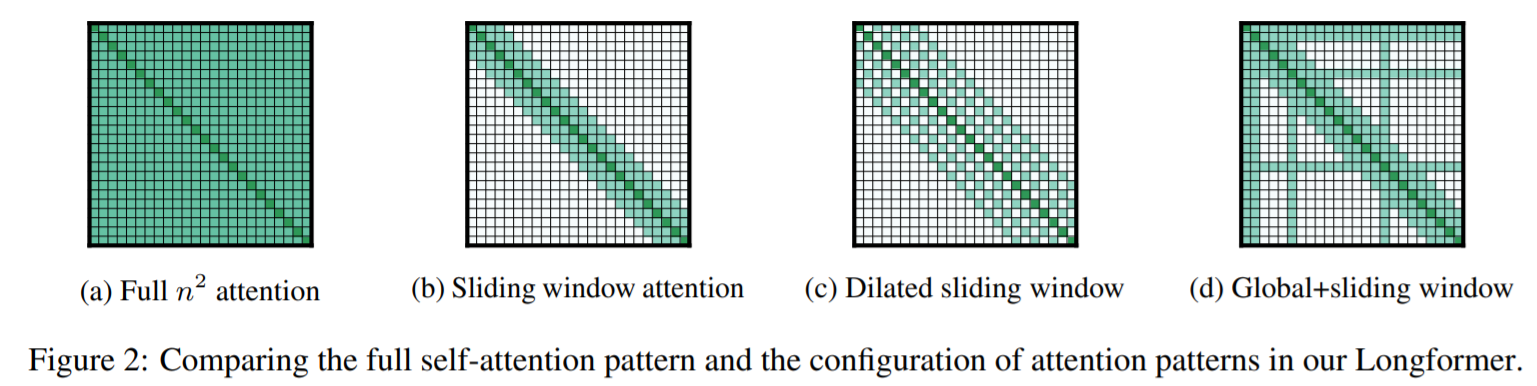 (a) Full n² attention
(b) Sliding window attention
(c) Dilated sliding window
(d) Global+sliding window
Figure 2: Comparing the full self-attention pattern and the configuration of attention patterns in our Longformer.